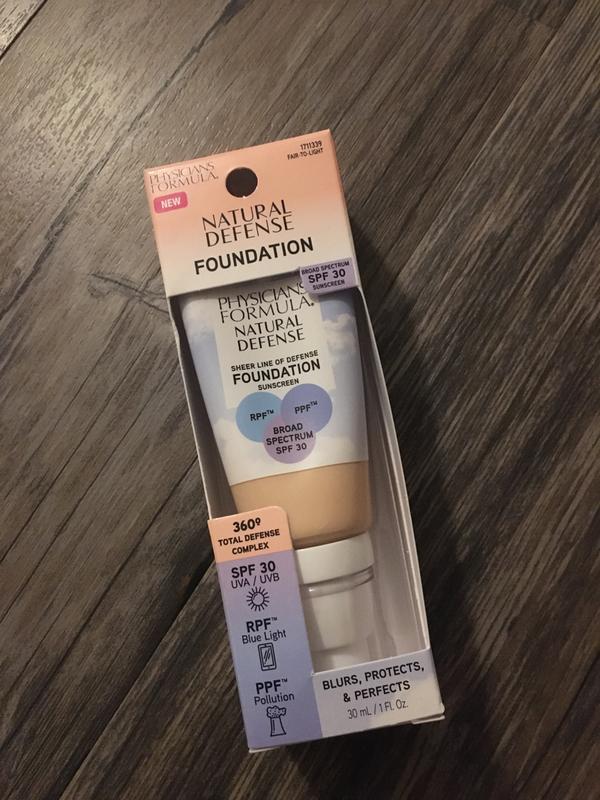 PHYSICIANS
FORMULA®
1711339
FAIR-TO-LIGHT
NEW
NATURAL
DEFENSE
FOUNDATION
BROAD SPECTRUM
SPF 30
SUNSCREEN
PHYSICIANS
FORMULA®
NATURAL
DEFENSE
SHEER LINE OF DEFENSE
FOUNDATION
SUNSCREEN
RPF™
PPF™
BROAD
SPECTRUM
SPF 30
360º
TOTAL DEFENSE
COMPLEX
SPF 30
UVA / UVB
RPF™
Blue Light
PPF™
Pollution
BLURS, PROTECTS,
& PERFECTS
30 mL / 1 Fl. Oz.